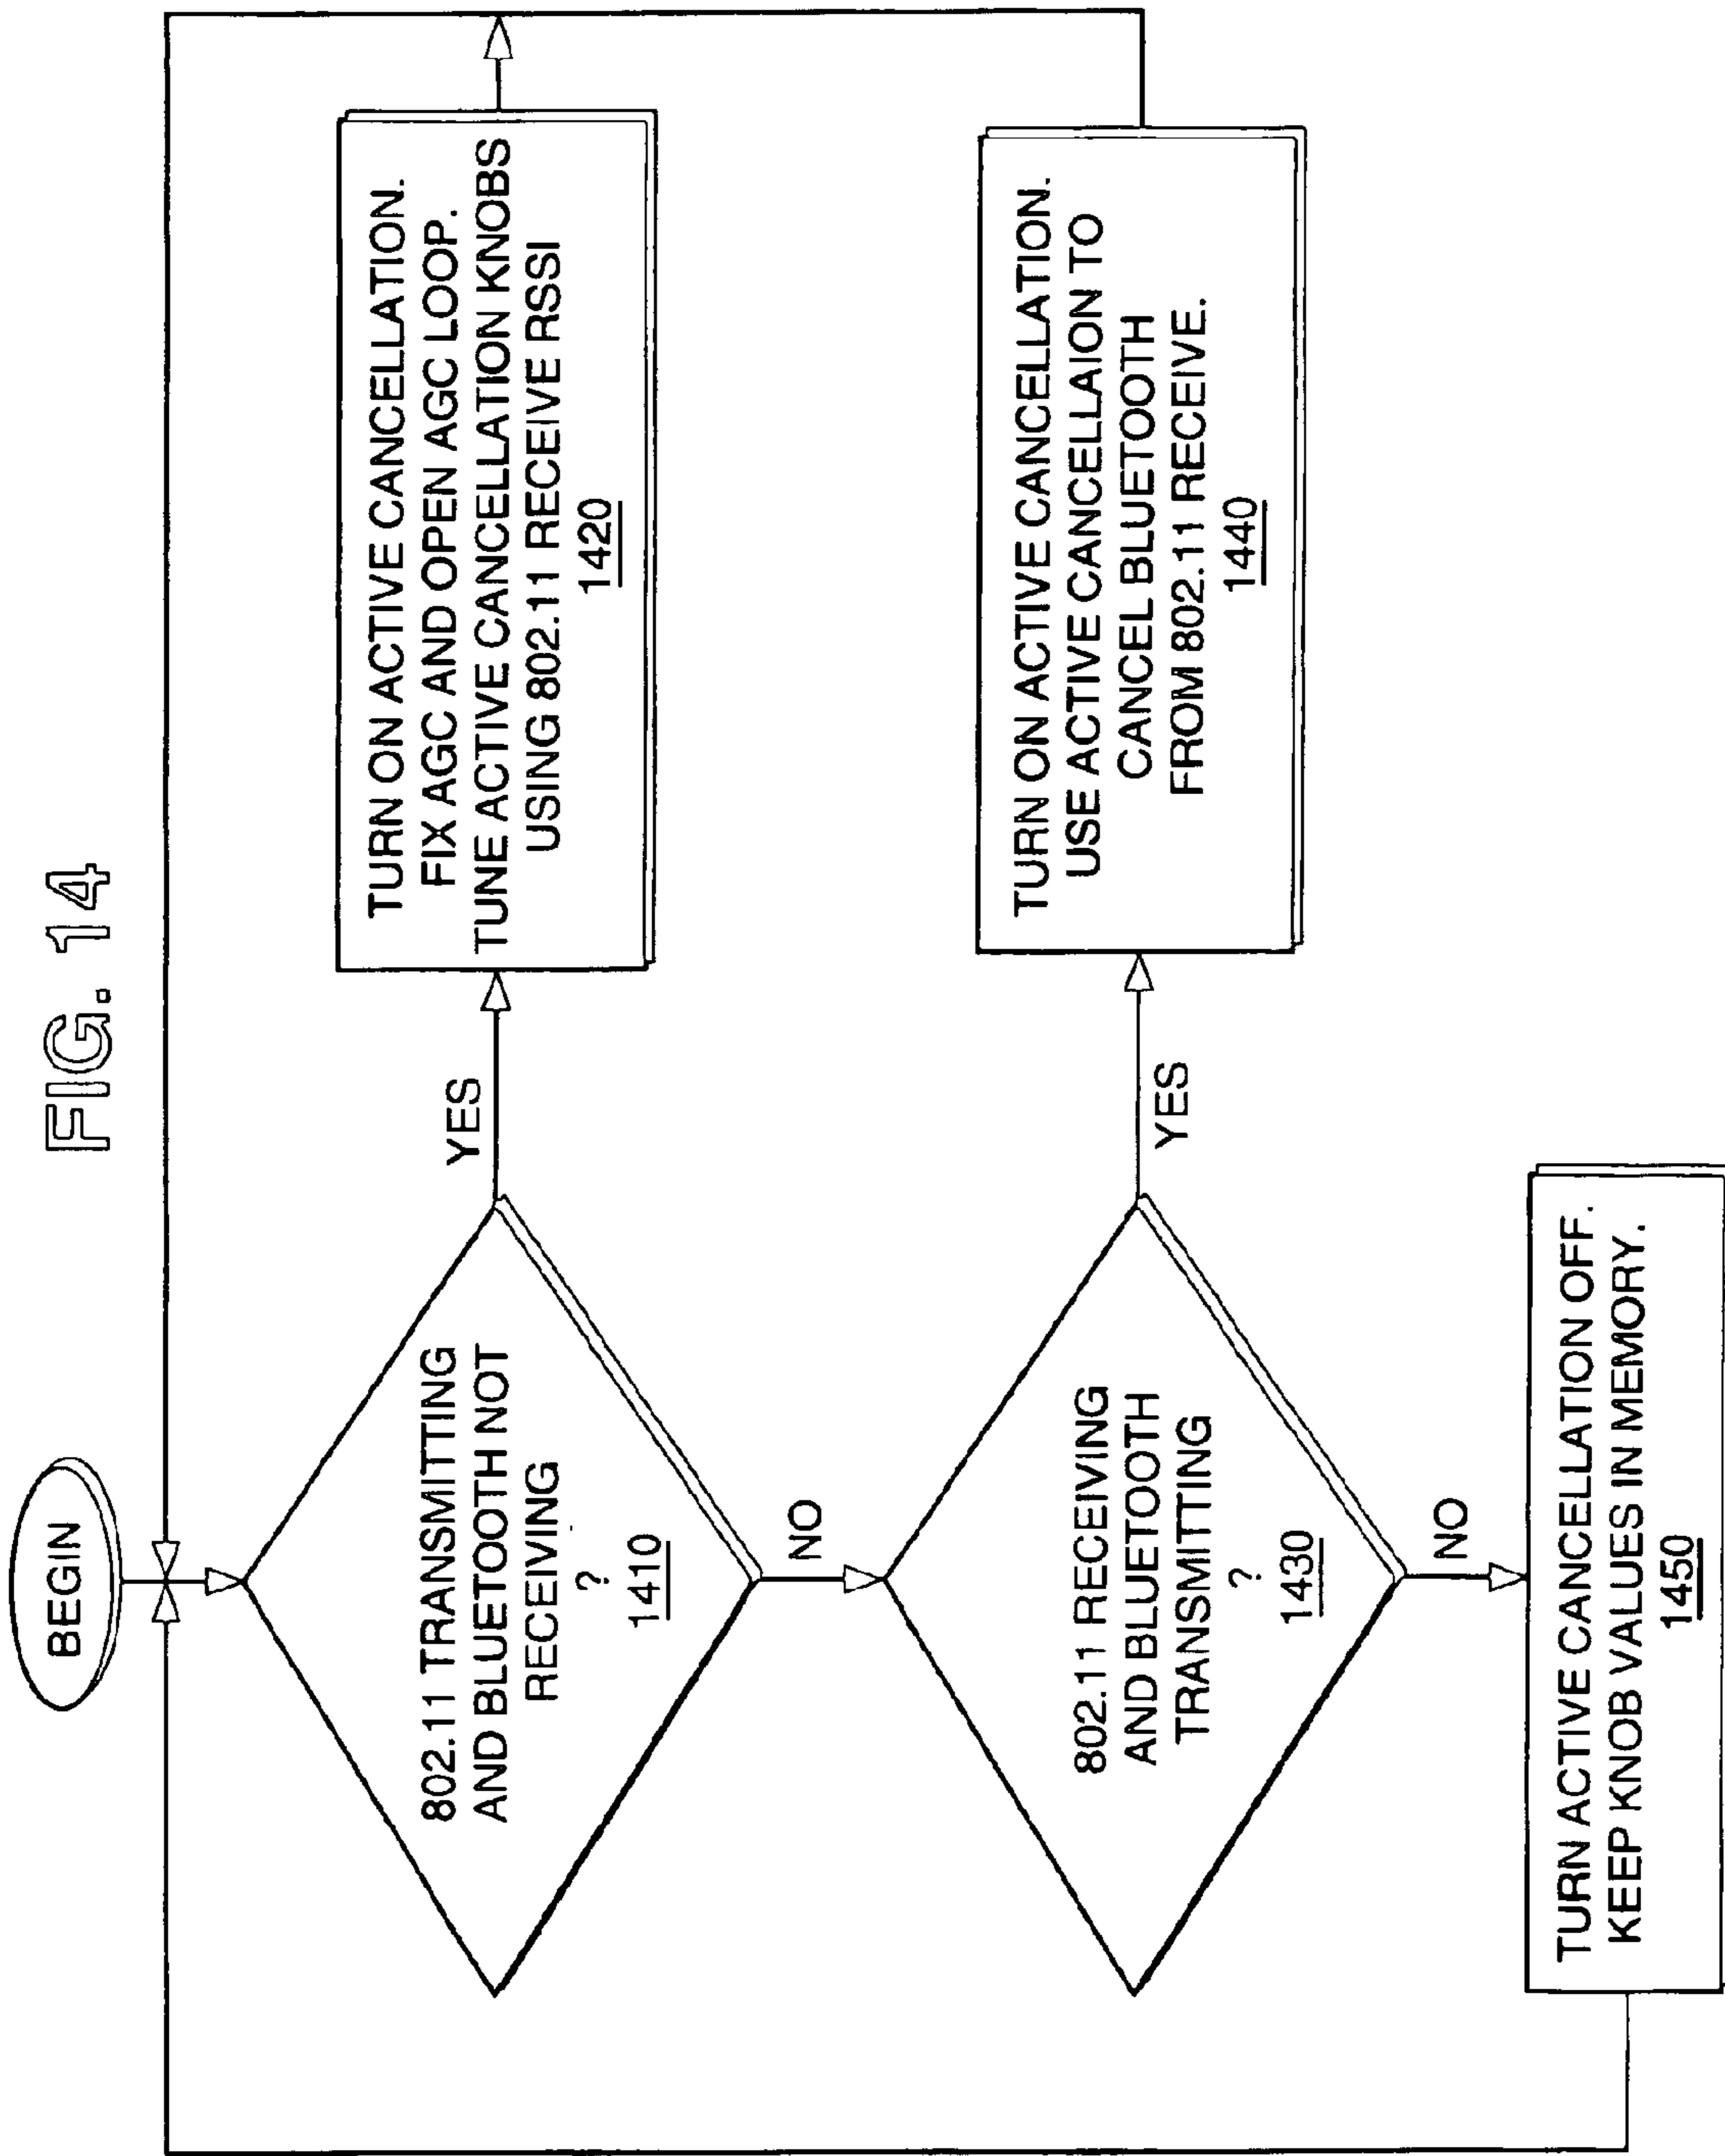 FIG. 14
BEGIN
802.11 TRANSMITTING
AND BLUETOOTH NOT
RECEIVING
?
1410
YES
TURN ON ACTIVE CANCELLATION.
FIX AGC AND OPEN AGC LOOP.
TUNE ACTIVE CANCELLATION KNOBS
USING 802.11 RECEIVE RSSI
1420
NO
802.11 RECEIVING
AND BLUETOOTH
TRANSMITTING
?
1430
YES
TURN ON ACTIVE CANCELLATION.
USE ACTIVE CANCELLAION TO
CANCEL BLUETOOTH
FROM 802.11 RECEIVE.
1440
NO
TURN ACTIVE CANCELLATION OFF.
KEEP KNOB VALUES IN MEMORY.
1450